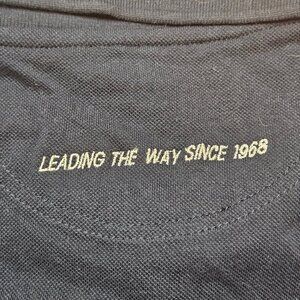 LEADING THE WAY SINCE 1968